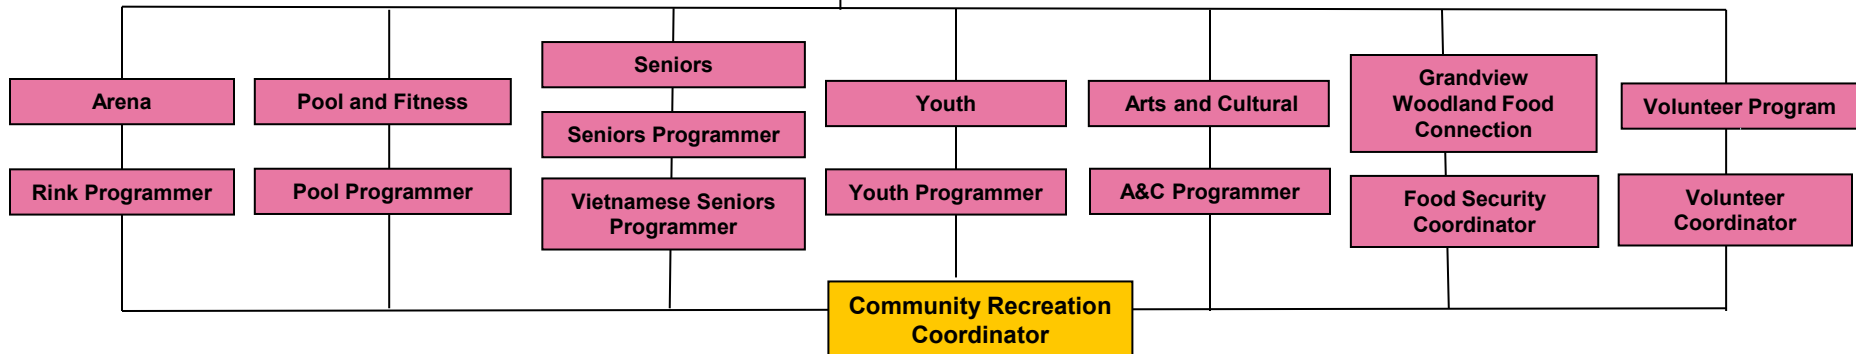 Seniors
Arena
Pool and Fitness
Youth
Arts and Cultural
Grandview
Woodland Food
Connection
Volunteer Program
Seniors Programmer
Rink Programmer
Pool Programmer
Vietnamese Seniors
Programmer
Youth Programmer
A&C Programmer
Food Security
Coordinator
Volunteer
Coordinator
Community Recreation
Coordinator